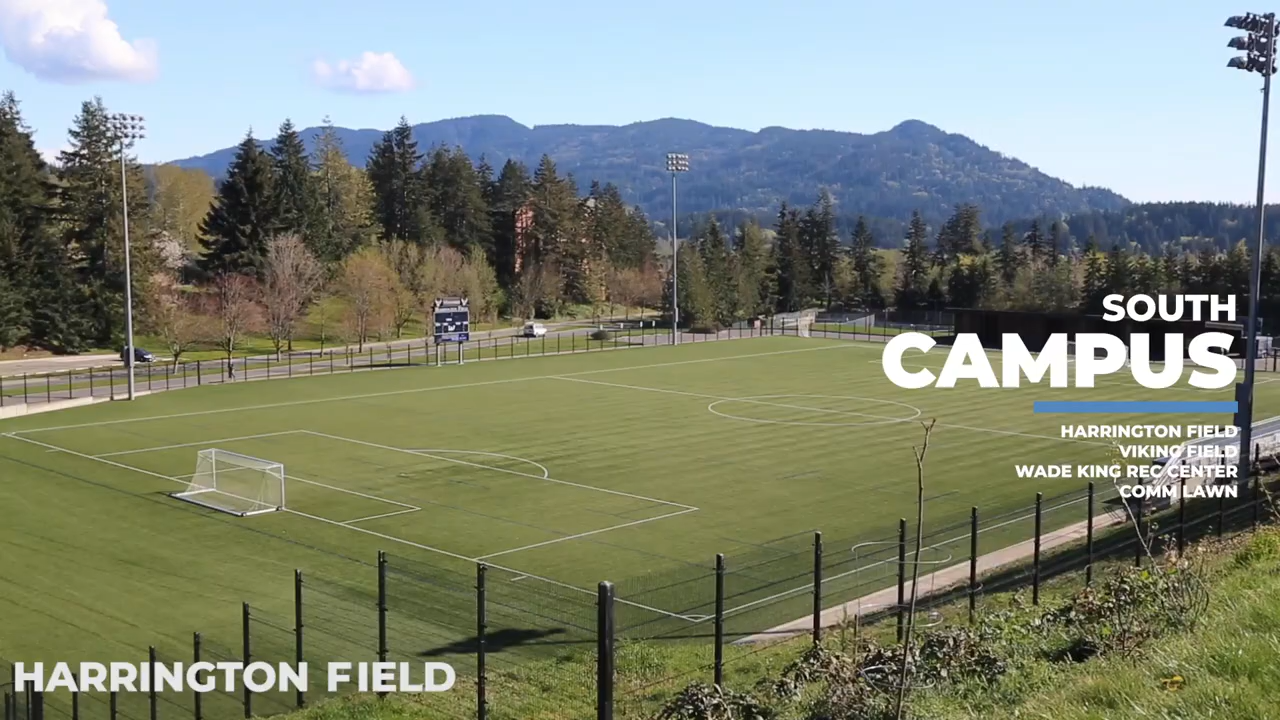 SOUTH
CAMPUS
HARRINGTON FIELD
VIKING FIELD
WADE KING REC CENTER
COMM LAWN
HARRINGTON FIELD